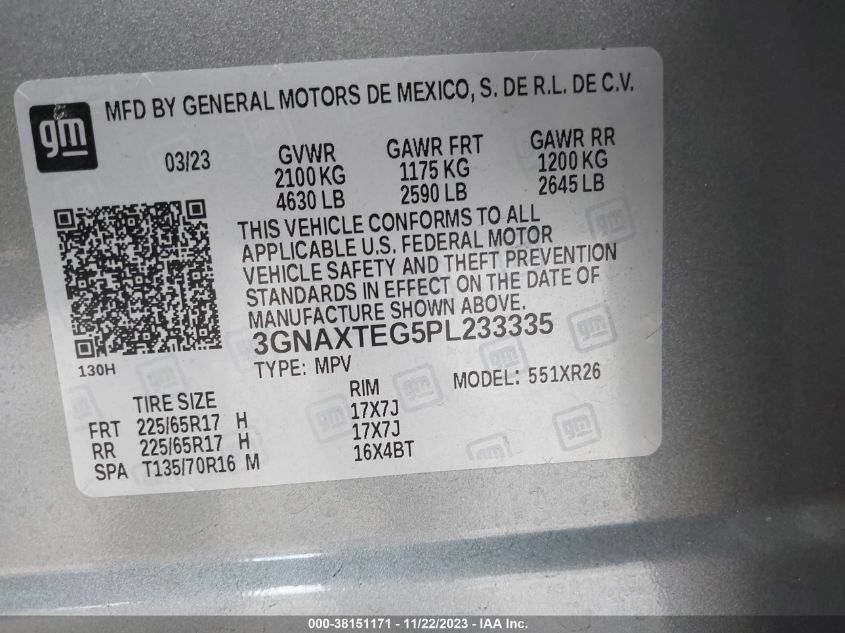 MFD BY GENERAL MOTORS DE MEXICO, S. DE R.L. DE C.V.
gm
03/23 GVWR GAWR FRT GAWR RR
2100 KG 1175 KG 1200 KG
4630 LB 2590 LB 2645 LB
THIS VEHICLE CONFORMS TO ALL
APPLICABLE U.S. FEDERAL MOTOR
VEHICLE SAFETY AND THEFT PREVENTION
STANDARDS IN EFFECT ON THE DATE OF
MANUFACTURE SHOWN ABOVE.
3GNAXTEG5PL233335
130H
TYPE: MPV MODEL: 551XR26
TIRE SIZE RIM
FRT 225/65R17 H 17X7J
RR 225/65R17 H 17X7J
SPA T135/70R16 M 16X4BT
000-38151171 - 11/22/2023 - IAA Inc.